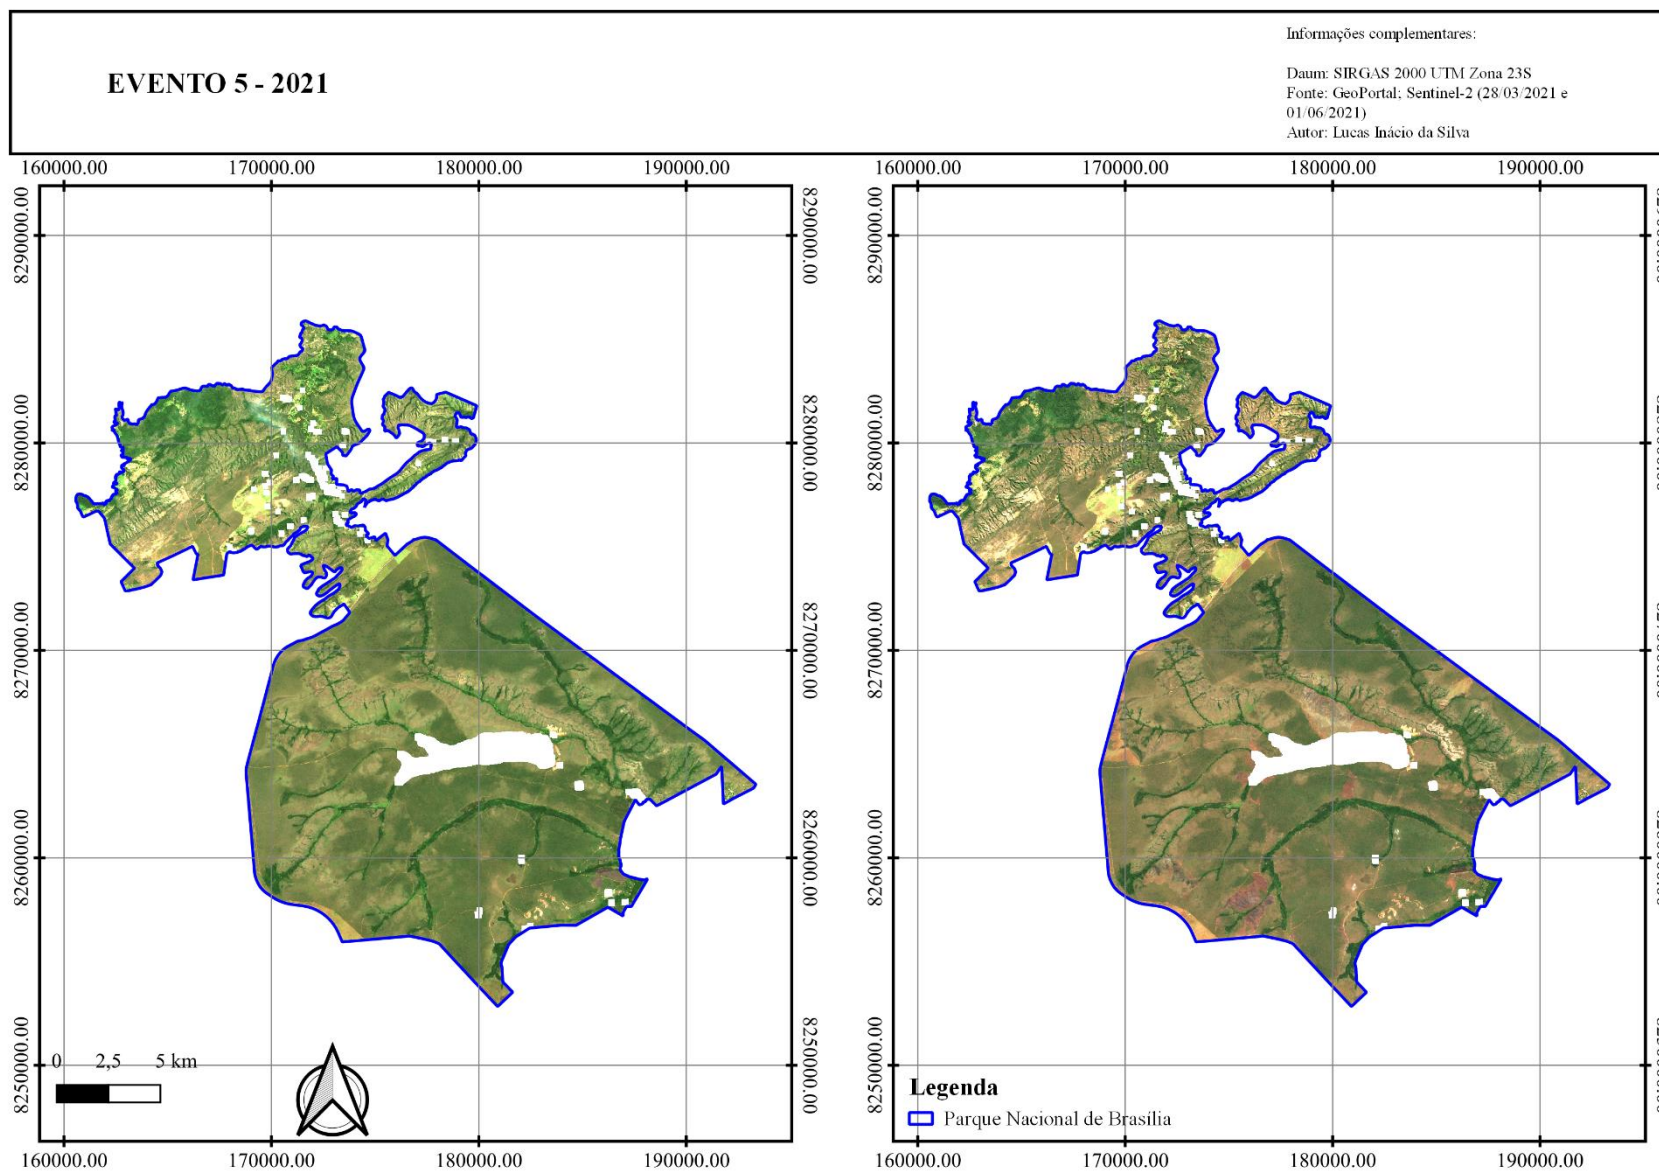 EVENTO 5 - 2021
Informações complementares:
Daum: SIRGAS 2000 UTM Zona 23S
Fonte: GeoPortal; Sentinel-2 (28/03/2021 e
01/06/2021)
Autor: Lucas Inácio da Silva
160000.00 170000.00 180000.00 190000.00
160000.00 170000.00 180000.00 190000.00
8290000.00
8280000.00
8270000.00
8260000.00
8250000.00
8290000.00
8280000.00
8270000.00
8260000.00
8250000.00
8290000.00
8280000.00
8270000.00
8260000.00
8250000.00
0 2,5 5 km
Legenda
Parque Nacional de Brasília
160000.00 170000.00 180000.00 190000.00
160000.00 170000.00 180000.00 190000.00